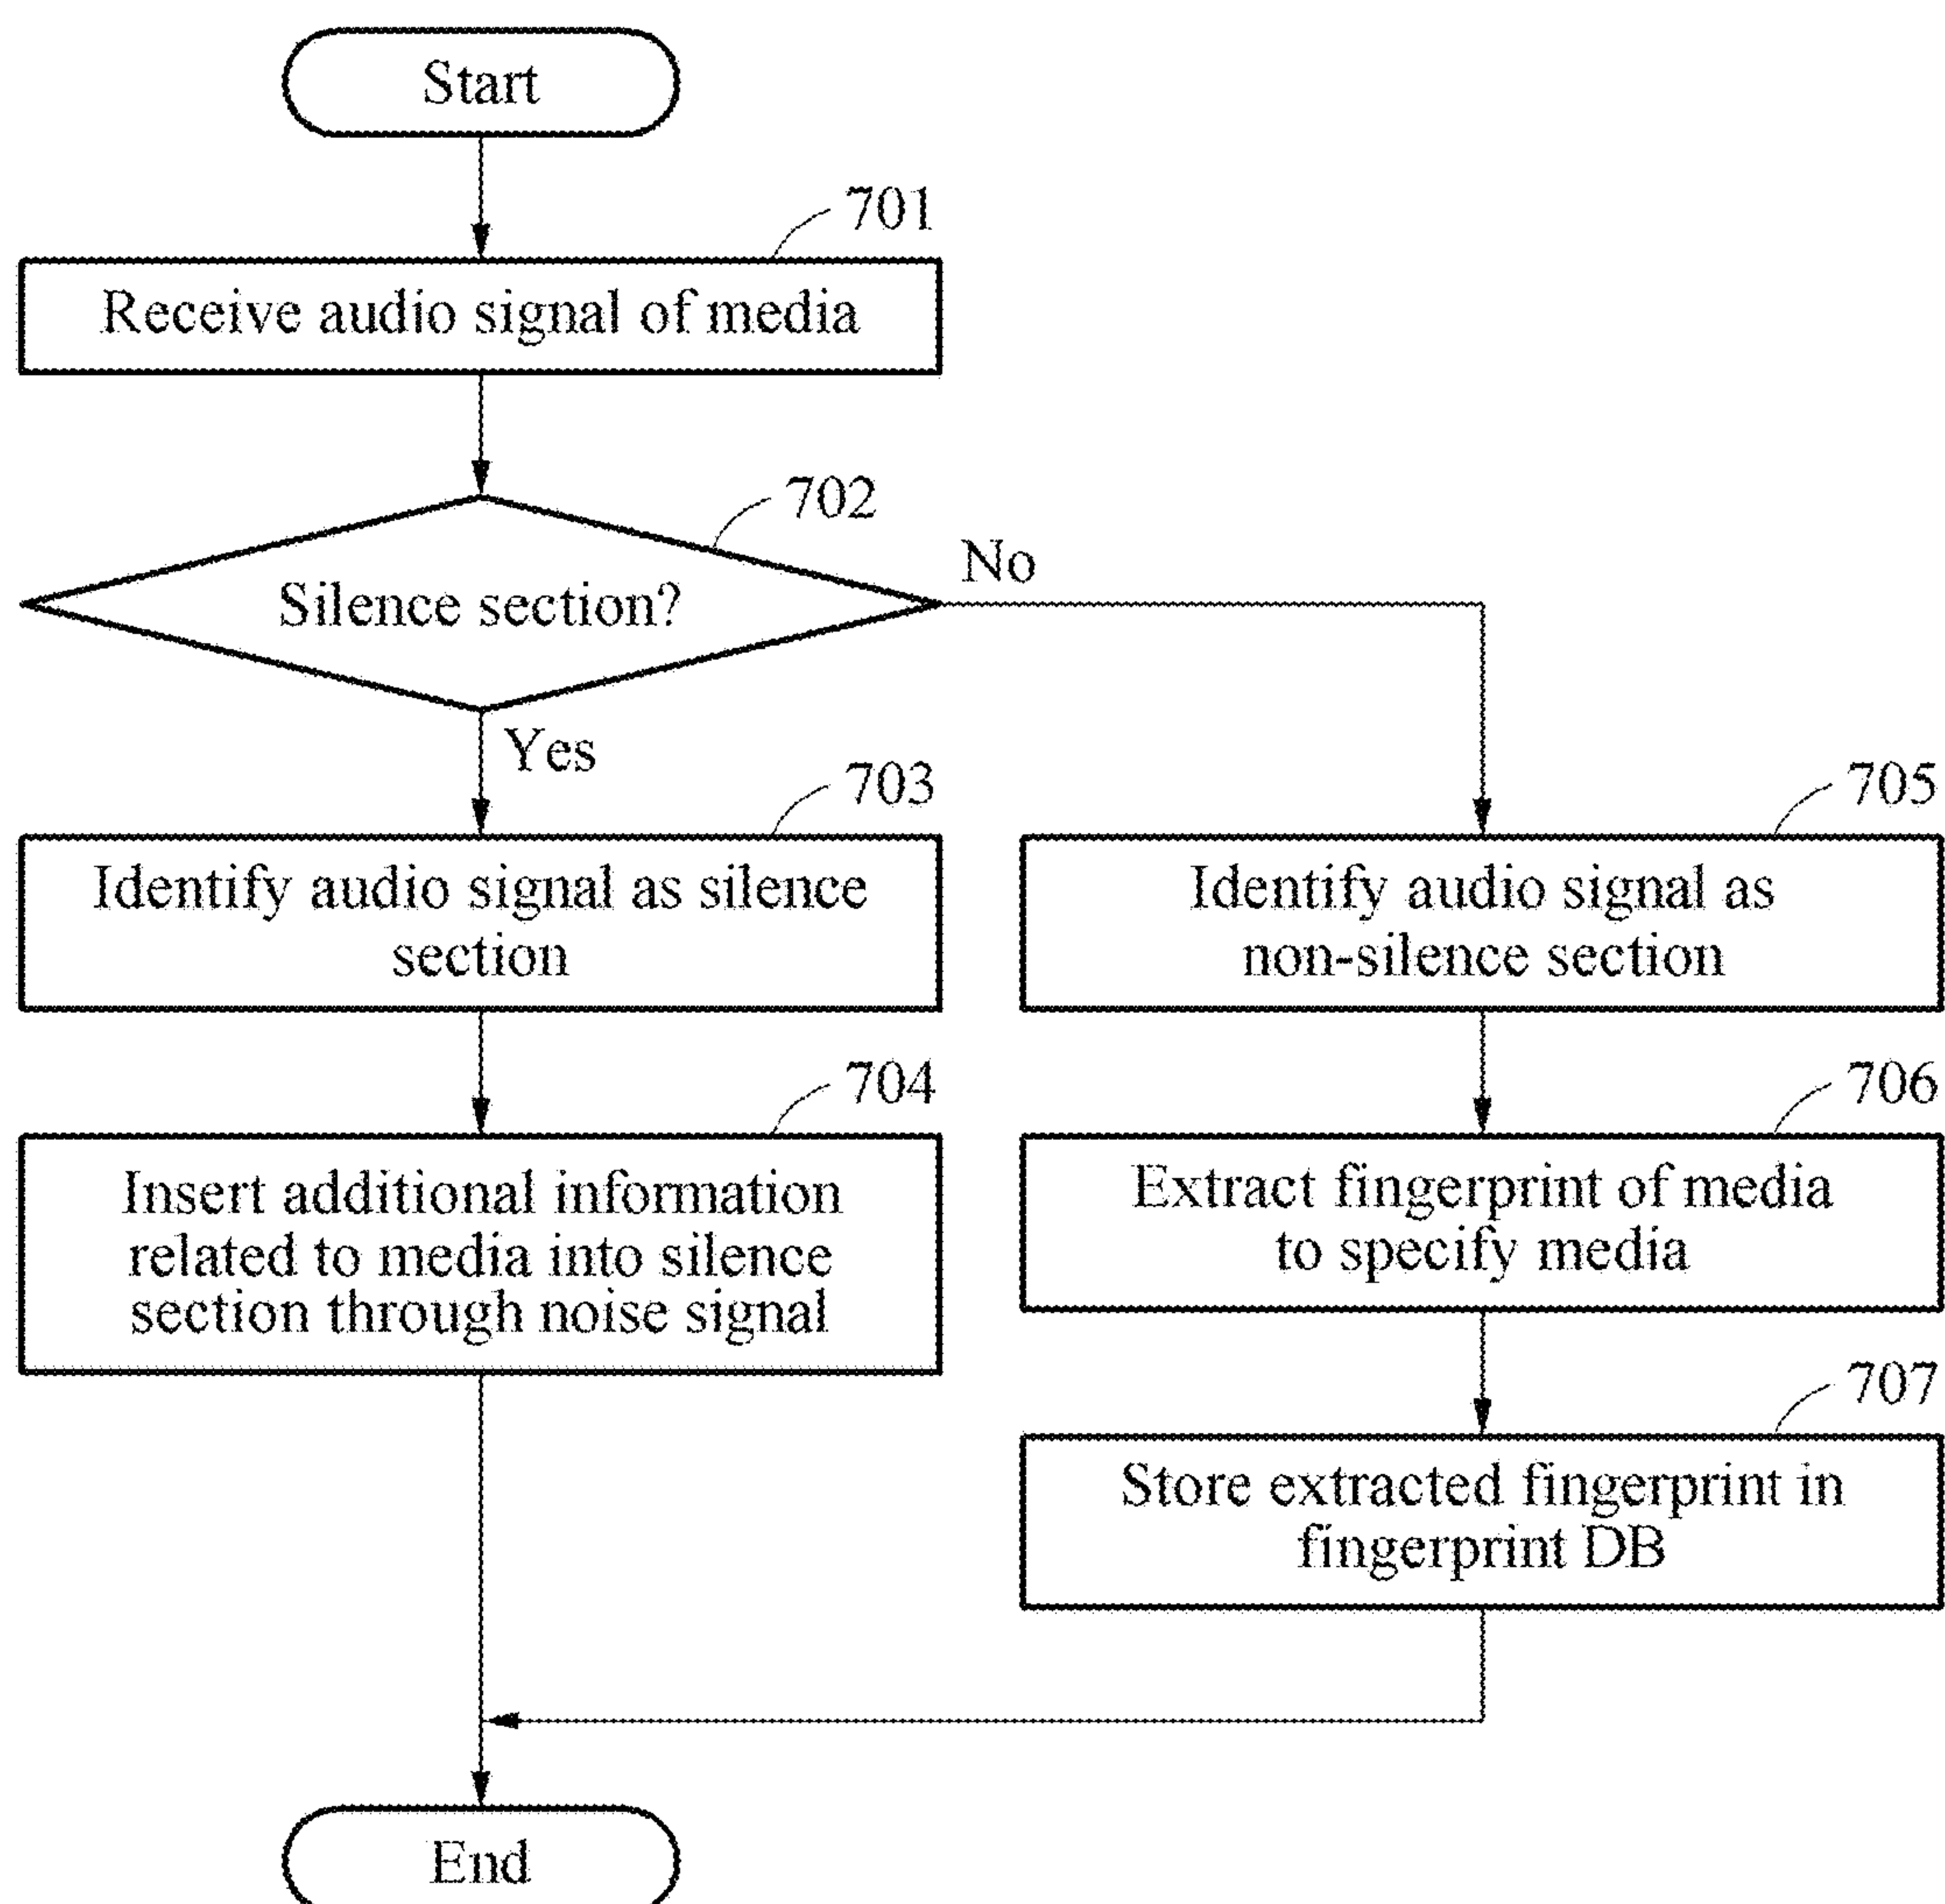 Start
701
Receive audio signal of media
702
Silence section?
No
Yes
703
Identify audio signal as silence
section
704
Insert additional information
related to media into silence
section through noise signal
705
Identify audio signal as
non-silence section
706
Extract fingerprint of media
to specify media
707
Store extracted fingerprint in
fingerprint DB
End